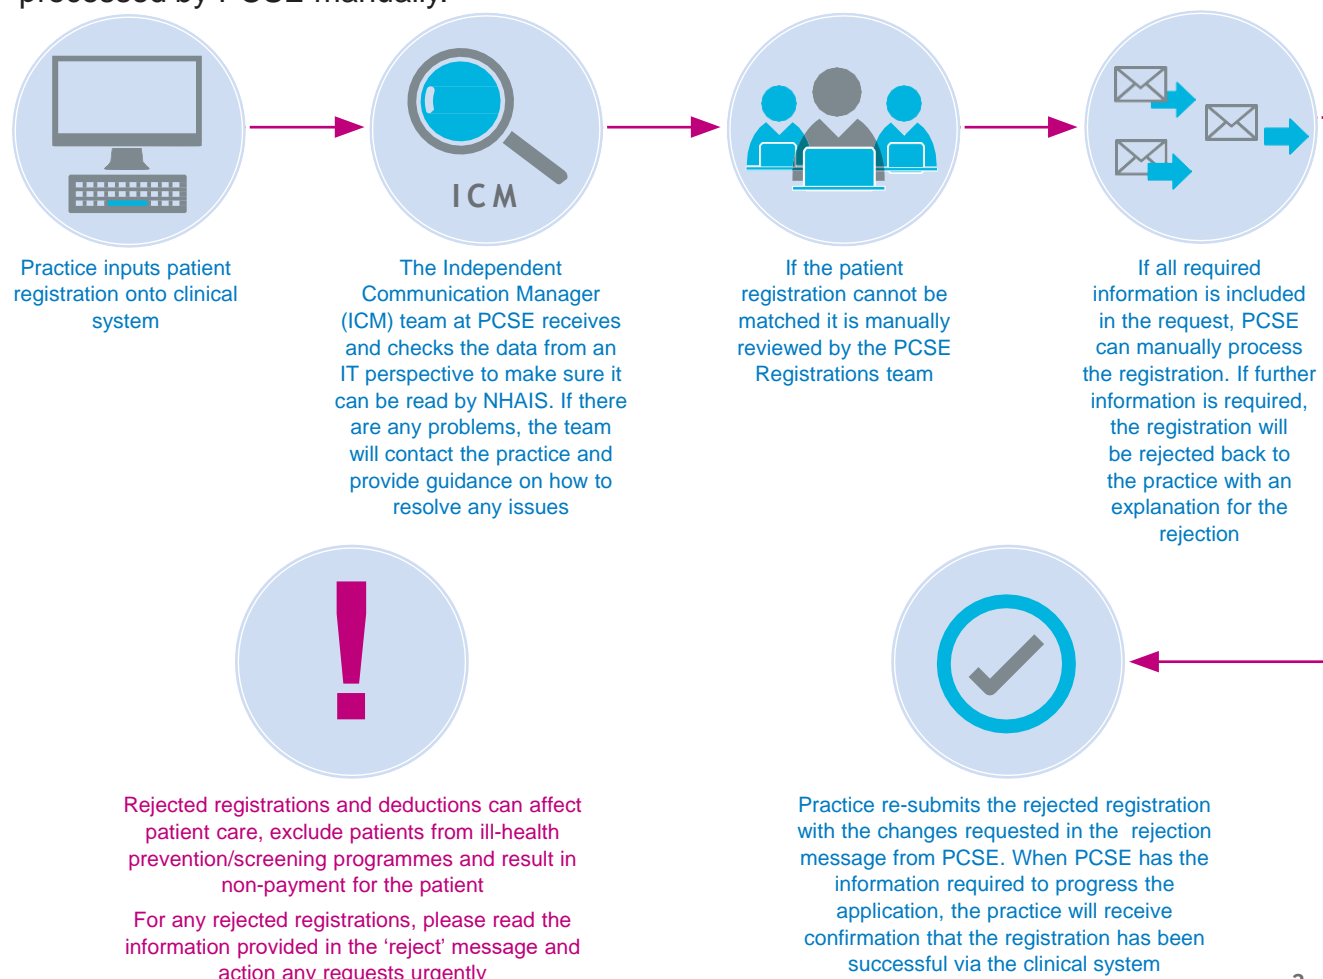 processed by PCSE manually.
ICM
Practice inputs patient
registration onto clinical
system
The Independent
Communication Manager
(ICM) team at PCSE receives
and checks the data from an
IT perspective to make sure it
can be read by NHAIS. If there
are any problems, the team
will contact the practice and
provide guidance on how to
resolve any issues
If the patient
registration cannot be
matched it is manually
reviewed by the PCSE
Registrations team
If all required
information is included
in the request, PCSE
can manually process
the registration. If further
information is required,
the registration will
be rejected back to
the practice with an
explanation for the
rejection
Rejected registrations and deductions can affect
patient care, exclude patients from ill-health
prevention/screening programmes and result in
non-payment for the patient
For any rejected registrations, please read the
information provided in the ‘reject’ message and
action any requests urgently
Practice re-submits the rejected registration
with the changes requested in the  rejection
message from PCSE. When PCSE has the
information required to progress the
application, the practice will receive
confirmation that the registration has been
successful via the clinical system